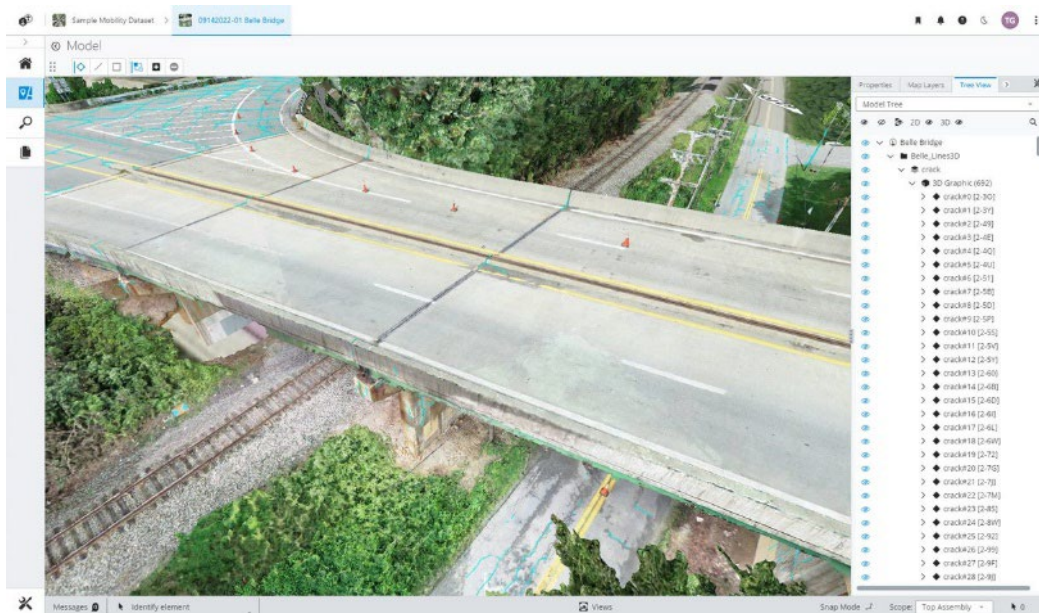 Sample Mobility Dataset > 09142022-01 Belle Bridge TG
Model
Properties Map Layers Tree View
Model Tree
2D 3D
Belle Bridge
Belle_Lines3D
crack
3D Graphic (692)
crack#0 [2-3O]
crack#1 [2-3Y]
crack#2 [2-49]
crack#3 [2-4E]
crack#4 [2-4Q]
crack#5 [2-4U]
crack#6 [2-51]
crack#7 [2-5B]
crack#8 [2-5D]
crack#9 [2-5P]
crack#10 [2-5S]
crack#11 [2-5V]
crack#12 [2-5Y]
crack#13 [2-60]
crack#14 [2-6B]
crack#15 [2-6D]
crack#16 [2-6I]
crack#17 [2-6L]
crack#18 [2-6W]
crack#19 [2-72]
crack#20 [2-7G]
crack#21 [2-7J]
crack#22 [2-7M]
crack#23 [2-8S]
crack#24 [2-8W]
crack#25 [2-92]
crack#26 [2-99]
crack#27 [2-9F]
crack#28 [2-9J]
Messages Identify element Views Snap Mode Scope: Top Assembly 0